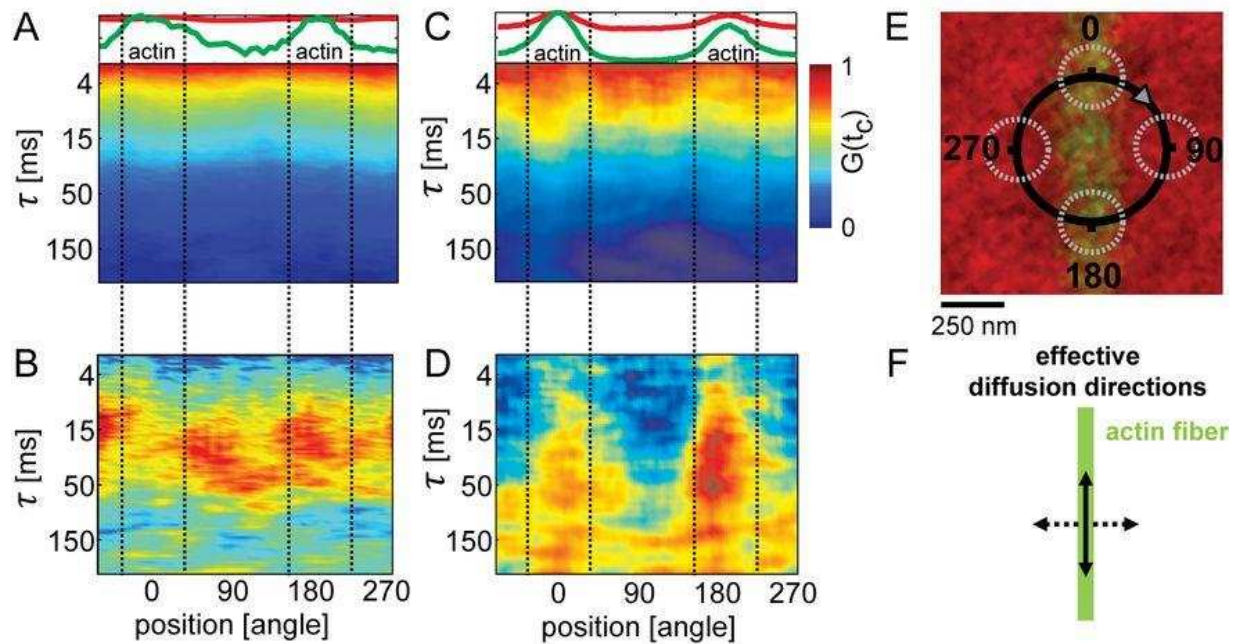 A
actin
actin
4
15
50
150
τ [ms]
C
actin
actin
4
15
50
150
τ [ms]
1
0
G(t_c)
E
0
270
90
180
250 nm
B
4
15
50
150
τ [ms]
0 90 180 270
position [angle]
D
4
15
50
150
τ [ms]
0 90 180 270
position [angle]
F
effective
diffusion directions
actin fiber